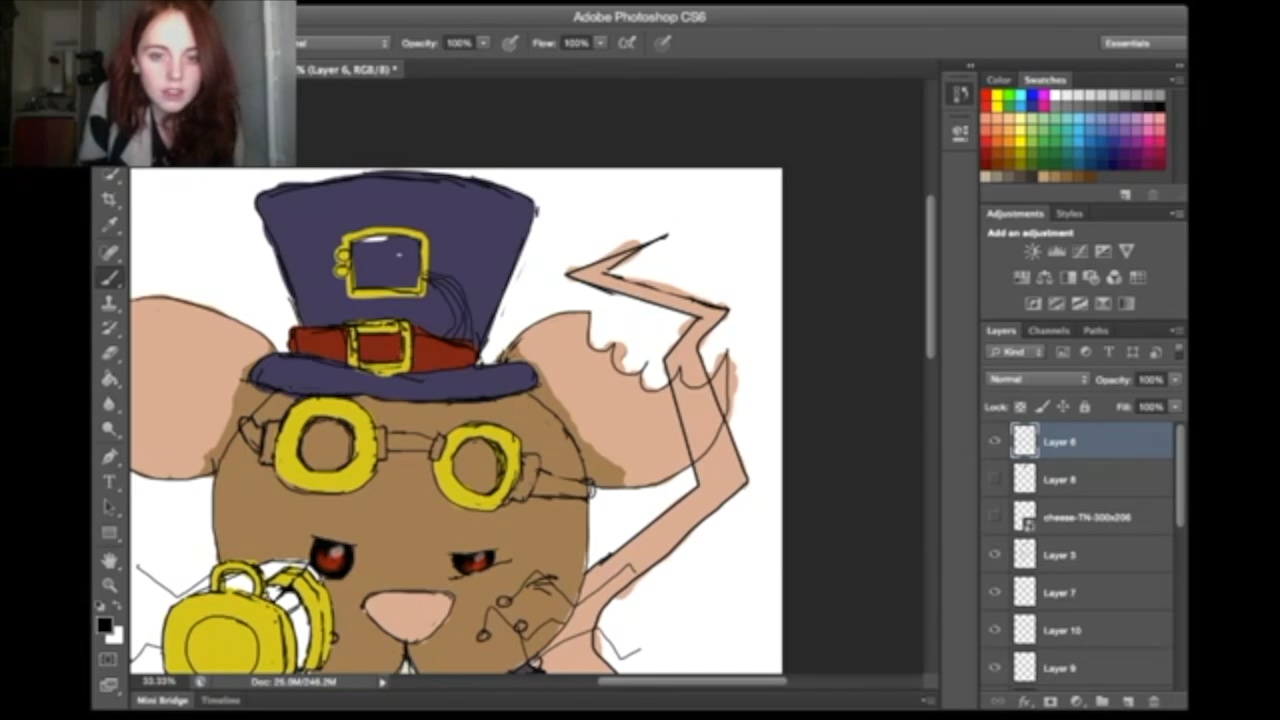 Adobe Photoshop CS6
Opacity: 100% Flow: 100% Essentials
% (Layer 6, RGB/8) *
Color Swatches
Adjustments Styles
Add an adjustment
Layers Channels Paths
Kind
Normal Opacity: 100%
Lock: Fill: 100%
Layer 6
Layer 8
cheese-TN-300x206
Layer 3
Layer 7
Layer 10
Layer 9
33.33% Doc: 25.0M/246.2M
Mini Bridge Timeline